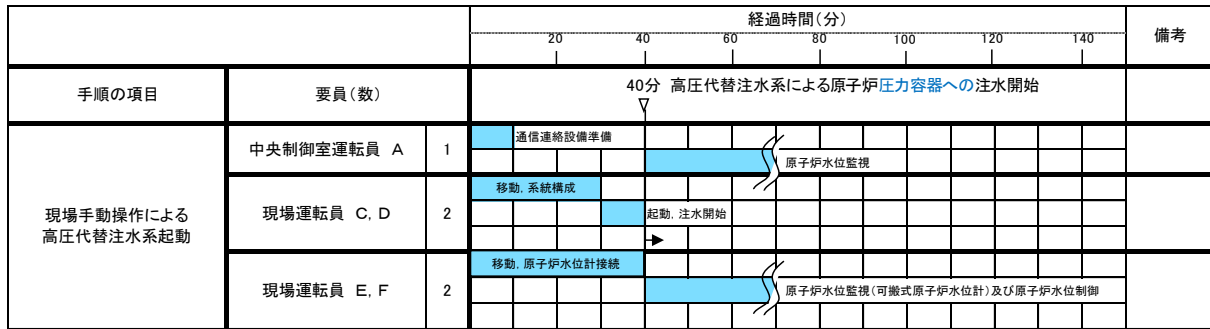 経過時間(分)
備考
20 40 60 80 100 120 140
手順の項目
要員(数)
40分 高圧代替注水系による原子炉圧力容器への注水開始
現場手動操作による
高圧代替注水系起動
中央制御室運転員 A
1
通信連絡設備準備
原子炉水位監視
現場運転員 C, D
2
移動, 系統構成
起動, 注水開始
現場運転員 E, F
2
移動, 原子炉水位計接続
原子炉水位監視(可搬式原子炉水位計)及び原子炉水位制御